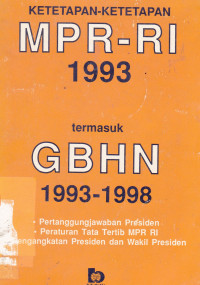 KETETAPAN-KETETAPAN
MPR-RI
1993
termasuk
GBHN
1993-1998
• Pertanggungjawaban Presiden
• Peraturan Tata Tertib MPR RI
engangkatan Presiden dan Wakil Presiden